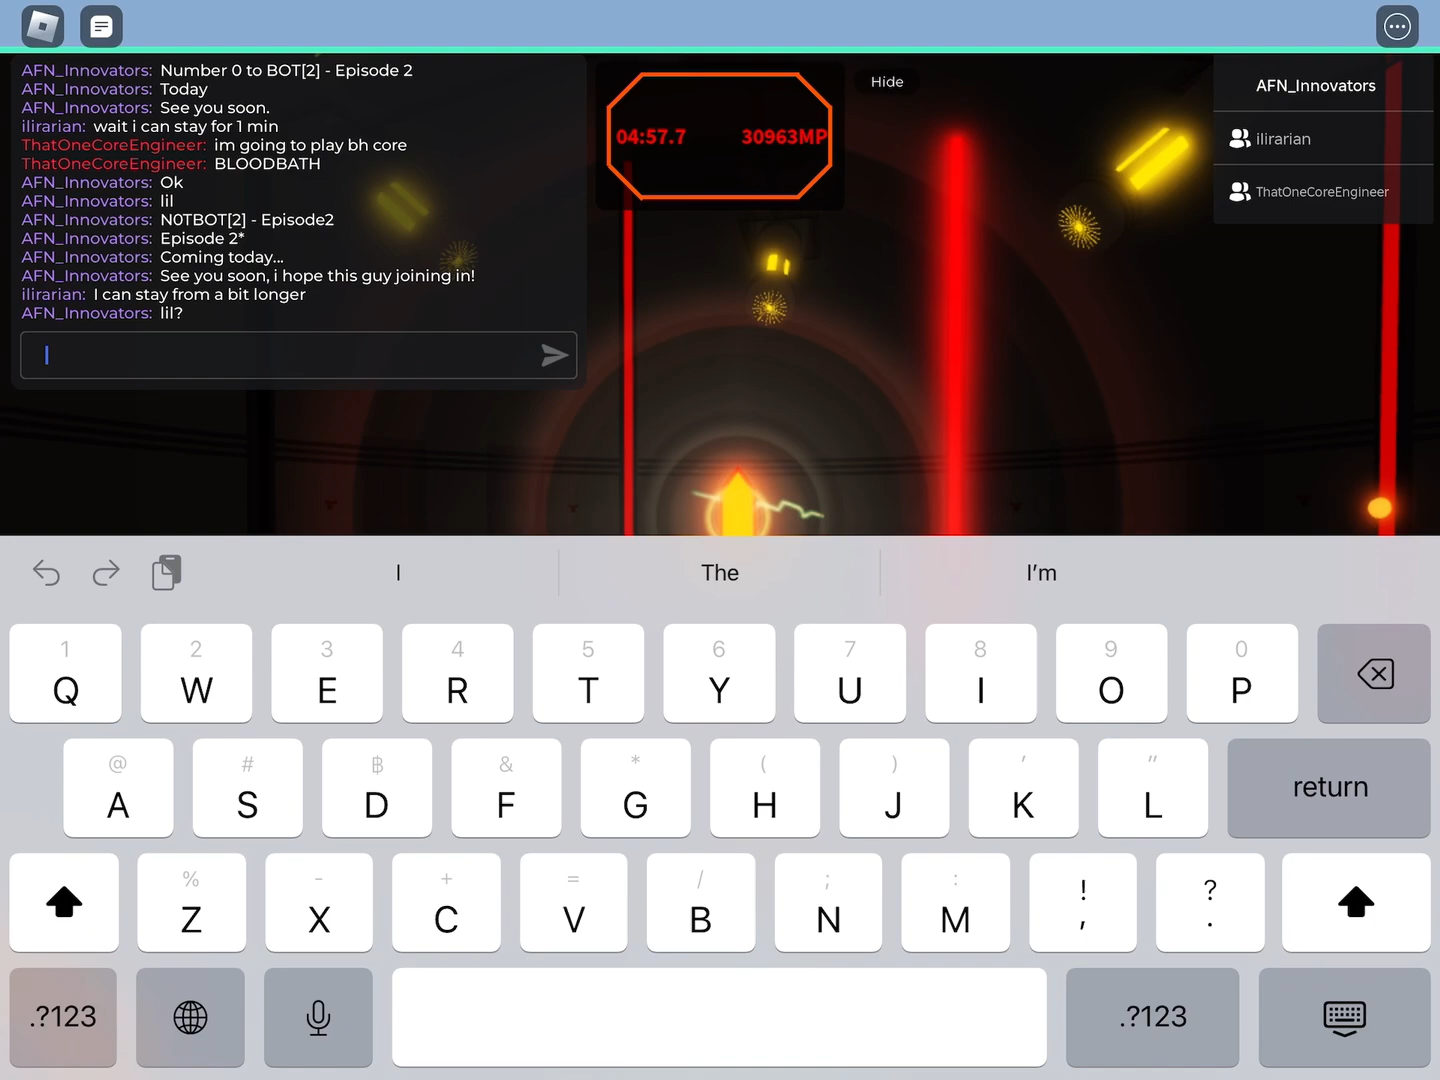 AFN_Innovators: Number 0 to BOT[2] - Episode 2
AFN_Innovators: Today
AFN_Innovators: See you soon.
ilirarian: wait i can stay for 1 min
ThatOneCoreEngineer: im going to play bh core
ThatOneCoreEngineer: BLOODBATH
AFN_Innovators: Ok
AFN_Innovators: lil
AFN_Innovators: N0TBOT[2] - Episode2
AFN_Innovators: Episode 2*
AFN_Innovators: Coming today...
AFN_Innovators: See you soon, i hope this guy joining in!
ilirarian: I can stay from a bit longer
AFN_Innovators: lil?
04:57.7 30963MP
Hide
AFN_Innovators
ilirarian
ThatOneCoreEngineer
I The I’m
1 2 3 4 5 6 7 8 9 0
Q W E R T Y U I O P
@ # ฿ & * ( ) ’ ”
A S D F G H J K L return
% - + = / ; : ! ?
Z X C V B N M , .
.?123 .?123